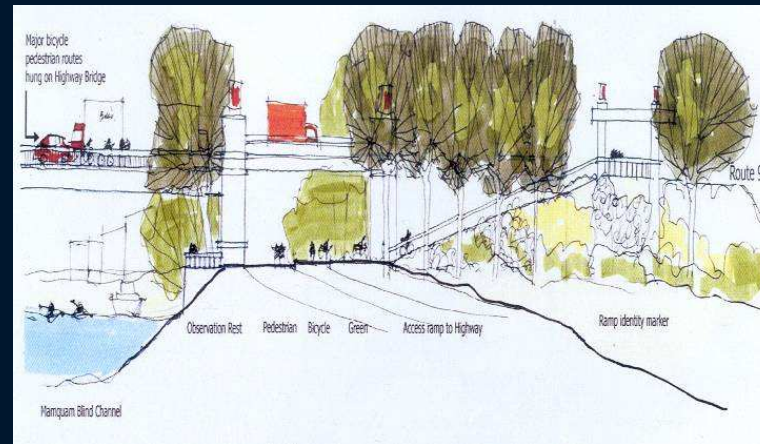 Major bicycle
pedestrian routes
hung on Highway Bridge
Route 9
Observation Rest
Pedestrian
Bicycle
Green
Access ramp to Highway
Ramp identity marker
Mamquam Blind Channel